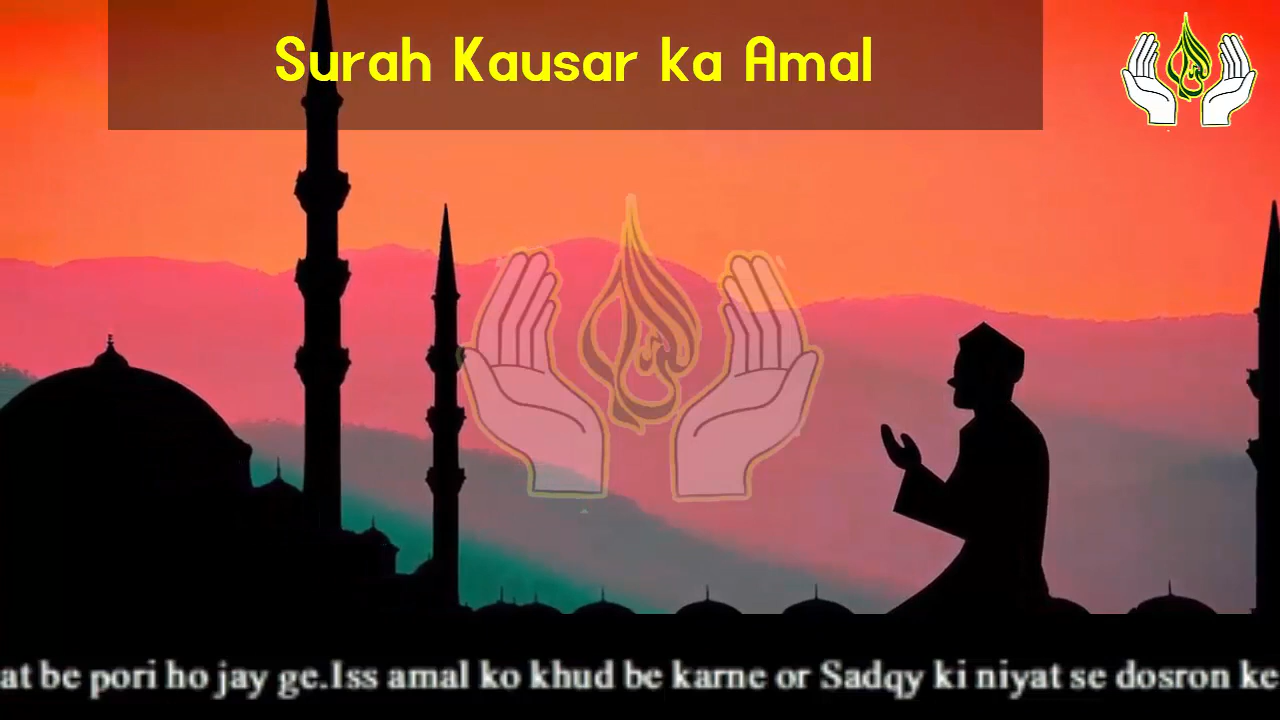 Surah Kausar ka Amal
at be pori ho jay ge.Iss amal ko khud be karne or Sadqy ki niyat se dosron ke